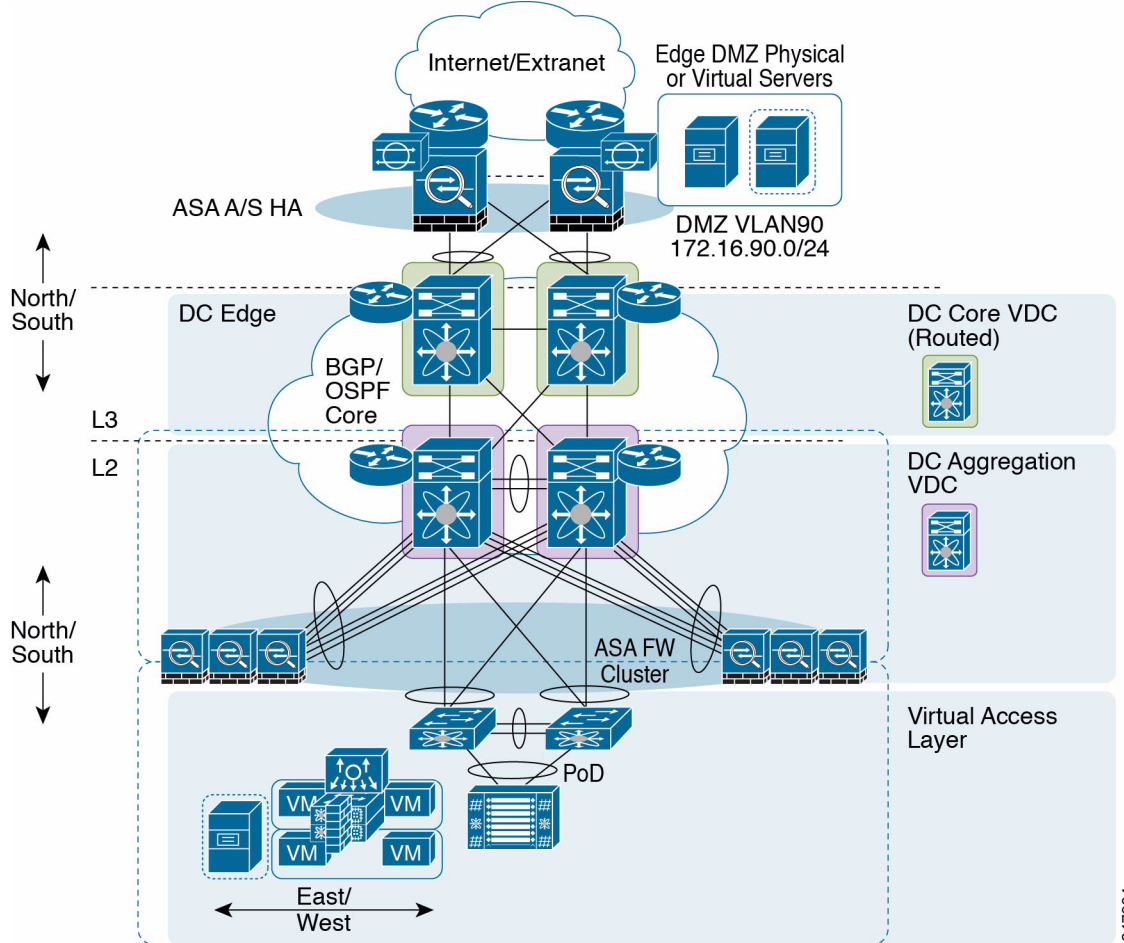 Internet/Extranet
Edge DMZ Physical
or Virtual Servers
ASA A/S HA
DMZ VLAN90
172.16.90.0/24
North/
South
DC Edge
DC Core VDC
(Routed)
BGP/
OSPF
Core
L3
L2
DC Aggregation
VDC
North/
South
ASA FW
Cluster
Virtual Access
Layer
PoD
VM
VM
VM
VM
East/
West